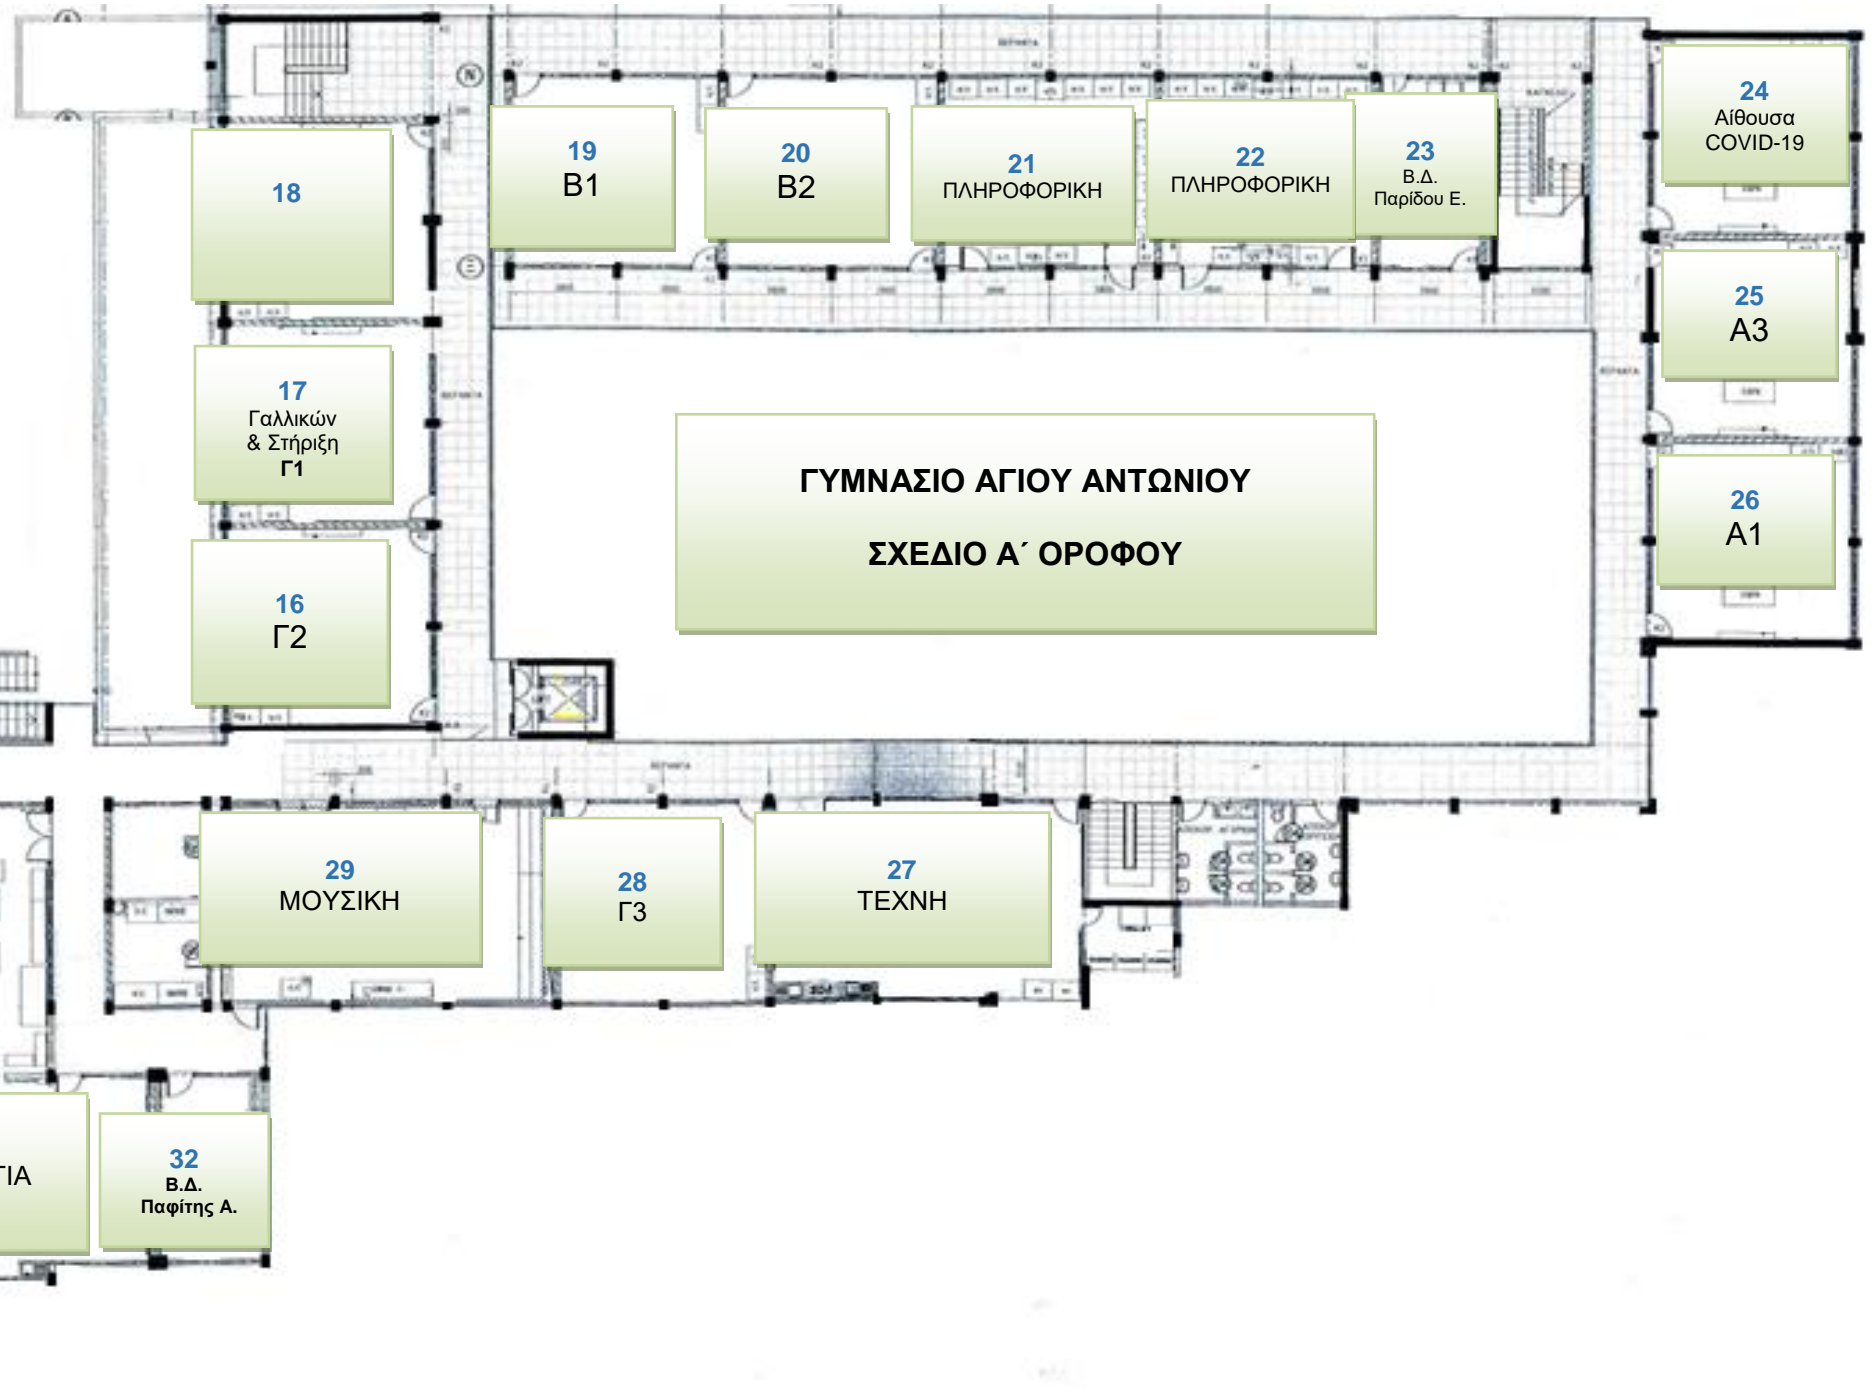 18
19
Β1
20
Β2
21
ΠΛΗΡΟΦΟΡΙΚΗ
22
ΠΛΗΡΟΦΟΡΙΚΗ
23
Β.Δ.
Παρίδου Ε.
24
Αίθουσα
COVID-19
25
Α3
26
Α1
17
Γαλλικών
& Στήριξη
Γ1
16
Γ2
ΓΥΜΝΑΣΙΟ ΑΓΙΟΥ ΑΝΤΩΝΙΟΥ
ΣΧΕΔΙΟ Α΄ ΟΡΟΦΟΥ
29
ΜΟΥΣΙΚΗ
28
Γ3
27
ΤΕΧΝΗ
ΓΙΑ
32
Β.Δ.
Παφίτης Α.